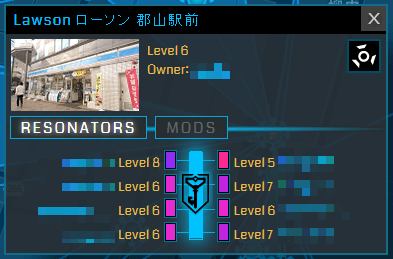 Lawson ローソン 郡山駅前
Level 6
Owner:
RESONATORS
MODS
Level 8 Level 5
Level 6 Level 7
Level 6 Level 6
Level 6 Level 7